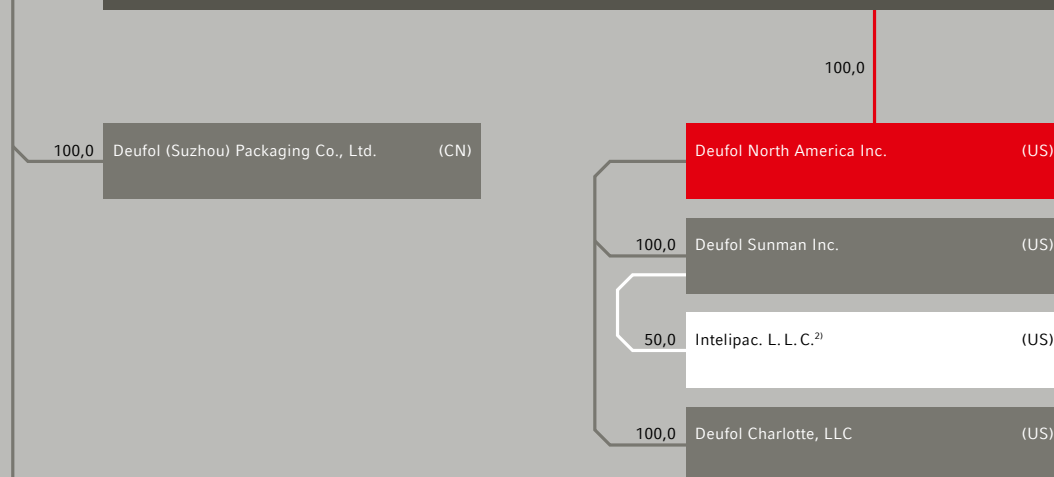 100,0
100,0 Deufol (Suzhou) Packaging Co., Ltd. (CN)
Deufol North America Inc. (US)
100,0 Deufol Sunman Inc. (US)
50,0 Intelipac. L. L. C.²⁾ (US)
100,0 Deufol Charlotte, LLC (US)